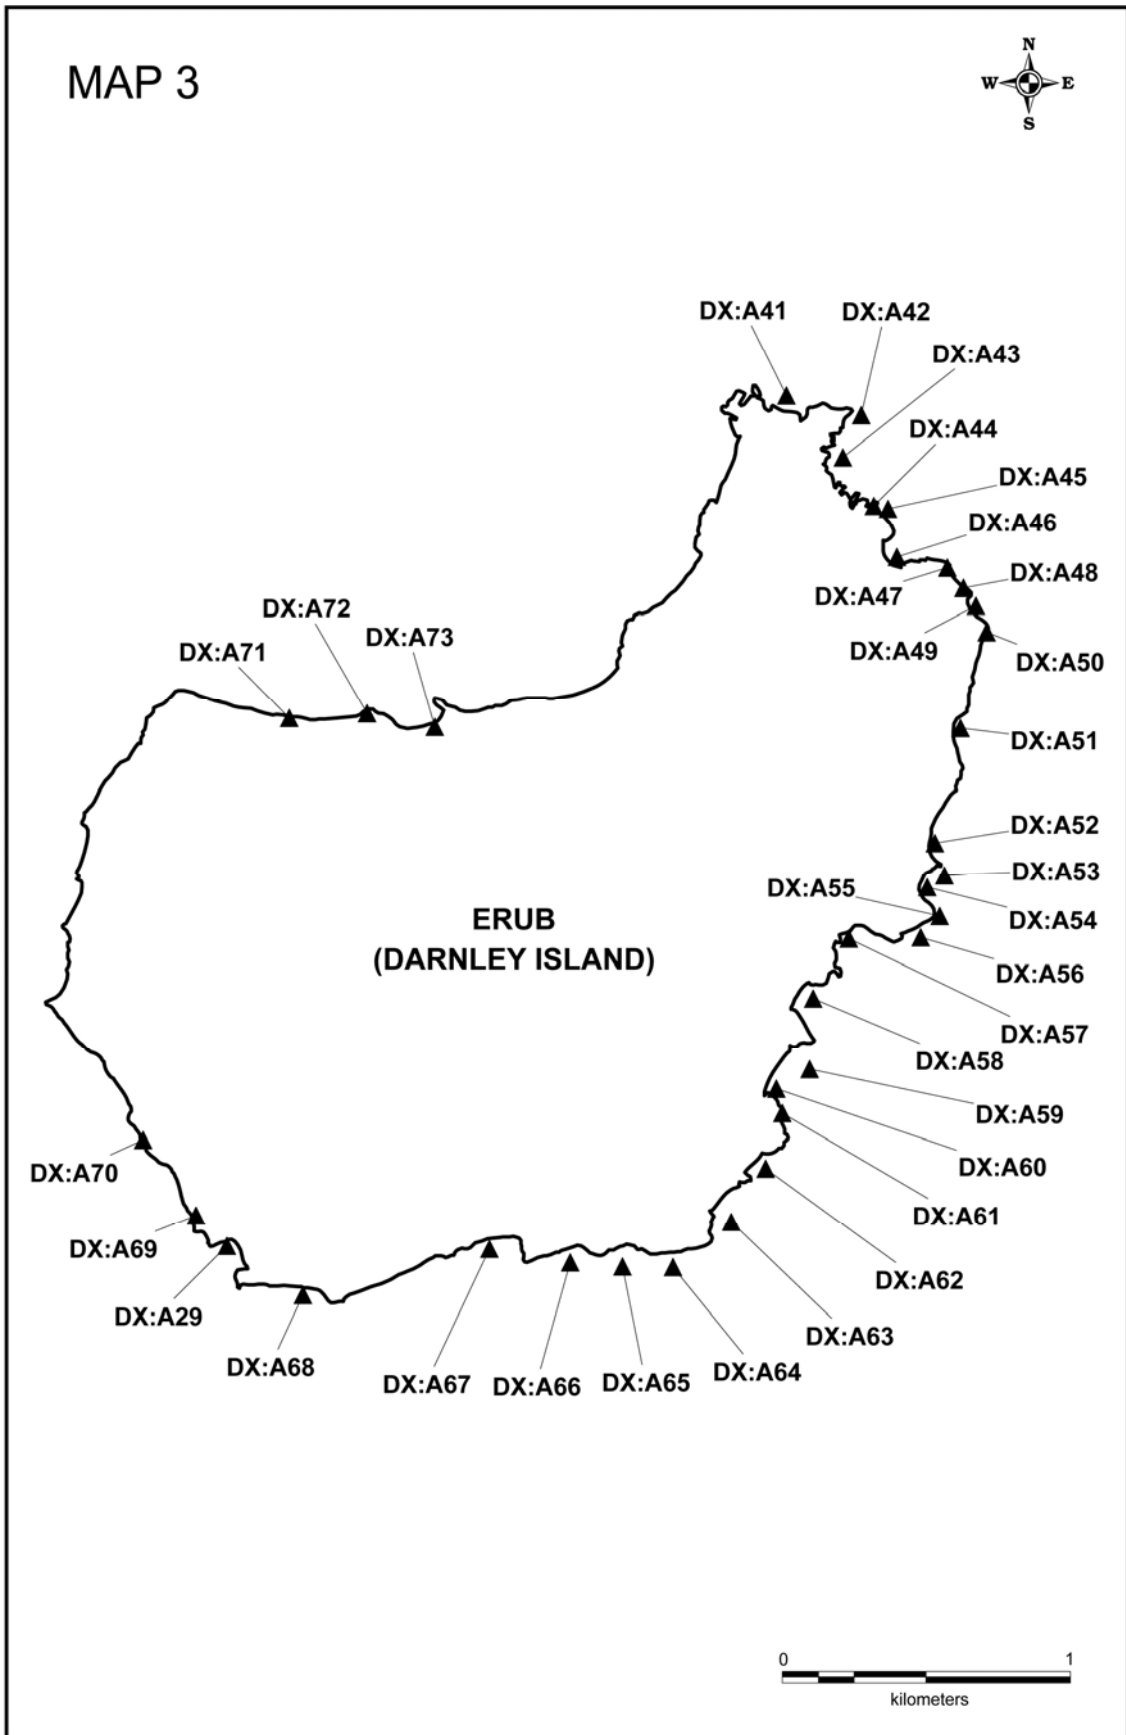 MAP 3
N
W E
S
DX:A41
DX:A42
DX:A43
DX:A44
DX:A45
DX:A46
DX:A48
DX:A47
DX:A72
DX:A73
DX:A71
DX:A49
DX:A50
DX:A51
DX:A52
DX:A53
DX:A55
DX:A54
ERUB
(DARNLEY ISLAND)
DX:A56
DX:A57
DX:A58
DX:A59
DX:A60
DX:A70
DX:A61
DX:A69
DX:A62
DX:A29
DX:A63
DX:A68
DX:A64
DX:A67
DX:A66
DX:A65
0 1
kilometers